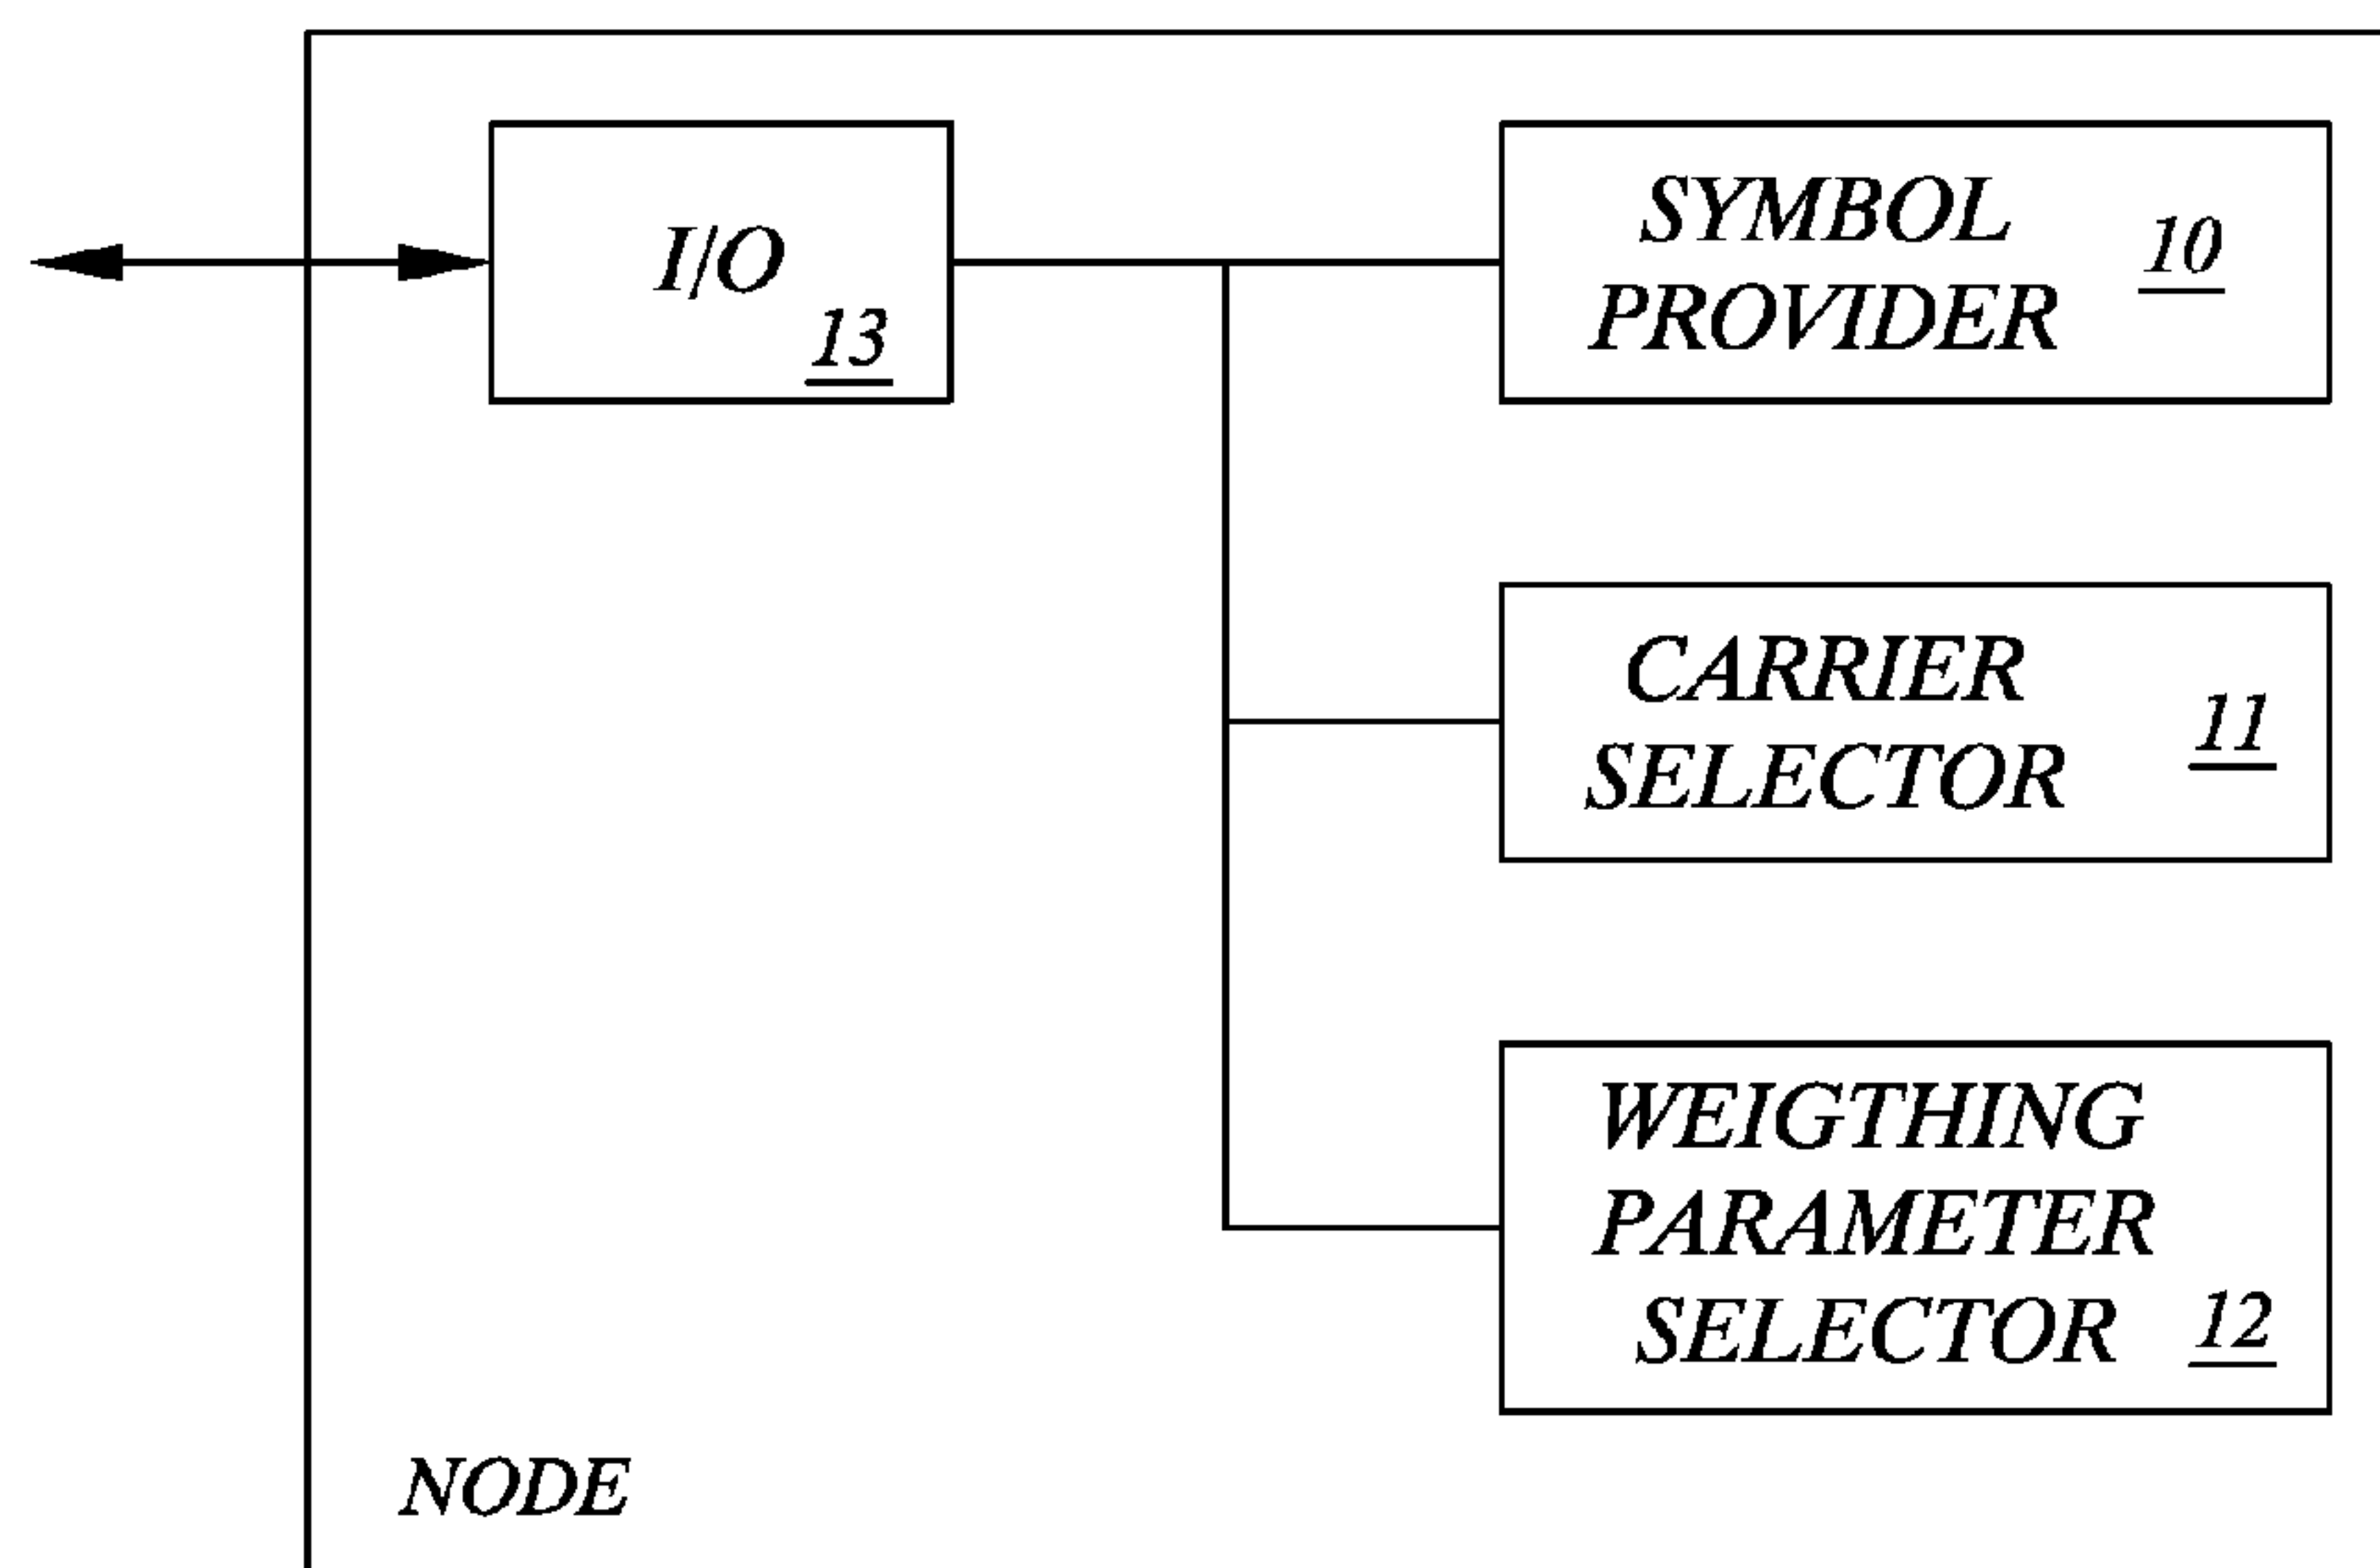 I/O
13
SYMBOL
PROVIDER
10
CARRIER
SELECTOR
11
WEIGTHING
PARAMETER
SELECTOR
12
NODE